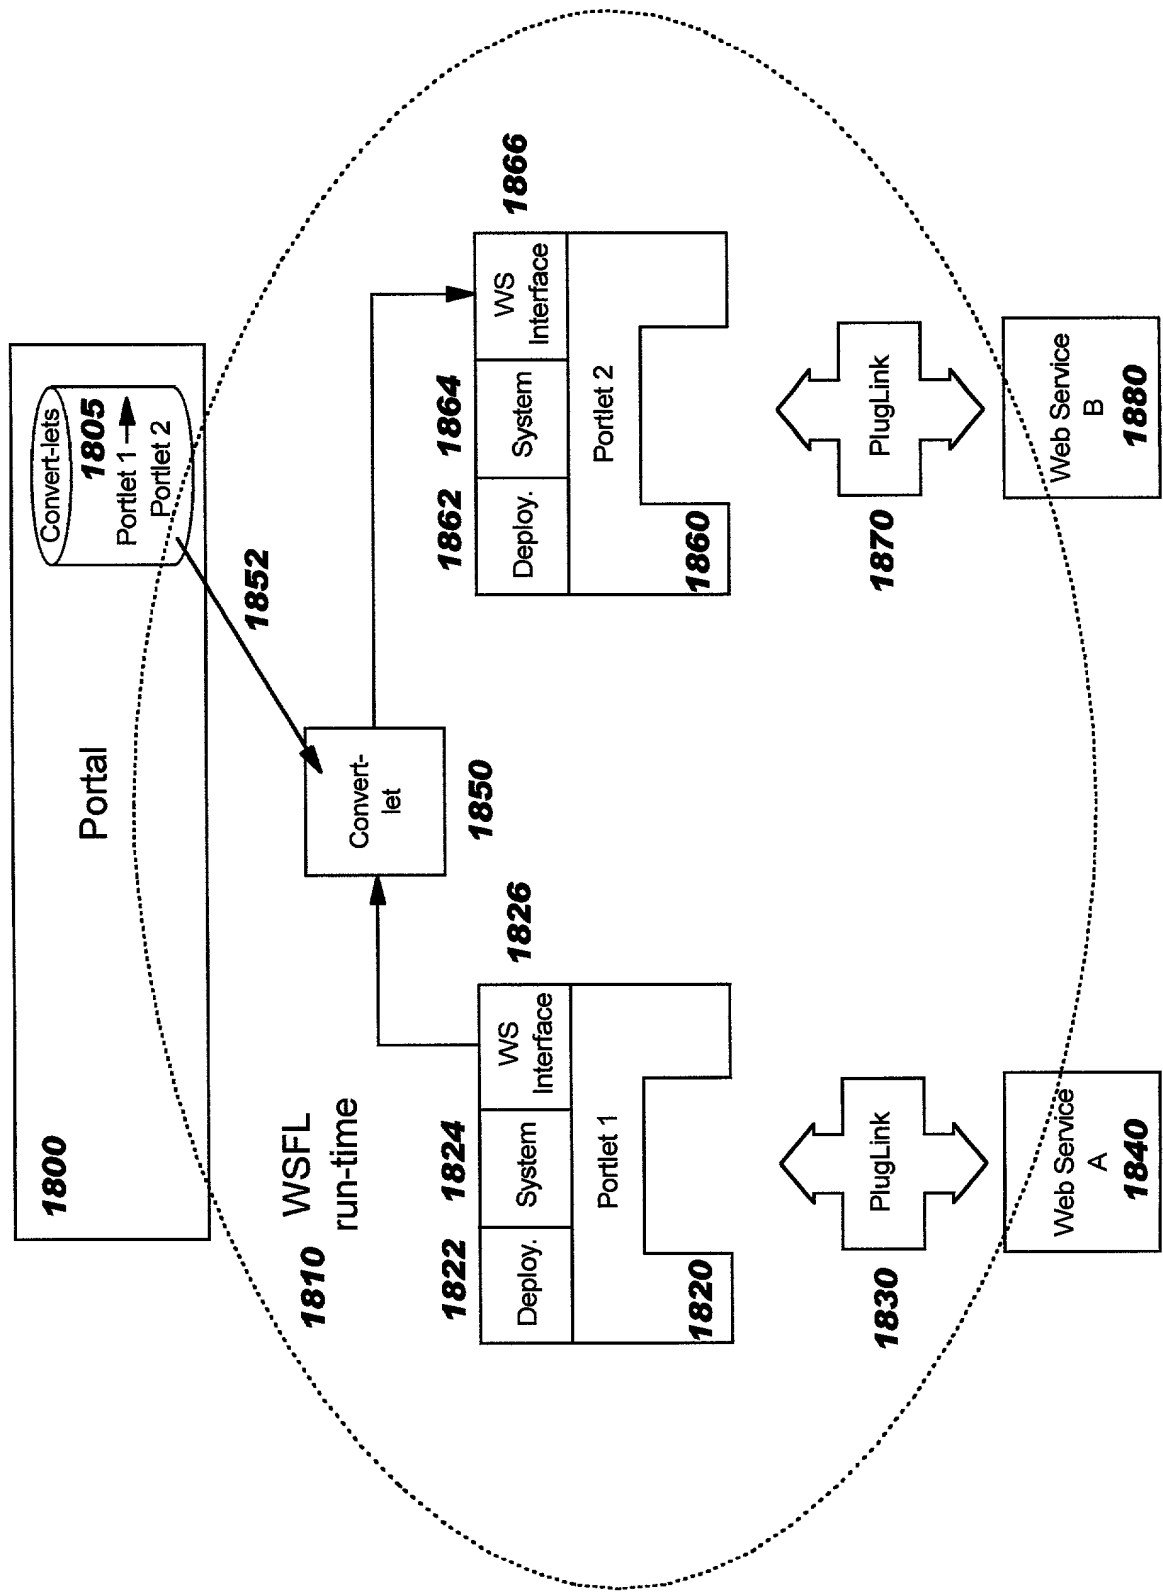 1800
Portal
Convert-lets
1805
Portlet 1
Portlet 2
1852
1810
WSFL
run-time
Convert-
let
1850
1822
1824
1826
Deploy.
System
WS
Interface
Portlet 1
1820
1862
1864
1866
Deploy.
System
WS
Interface
Portlet 2
1860
1830
PlugLink
1870
PlugLink
Web Service
A
1840
Web Service
B
1880